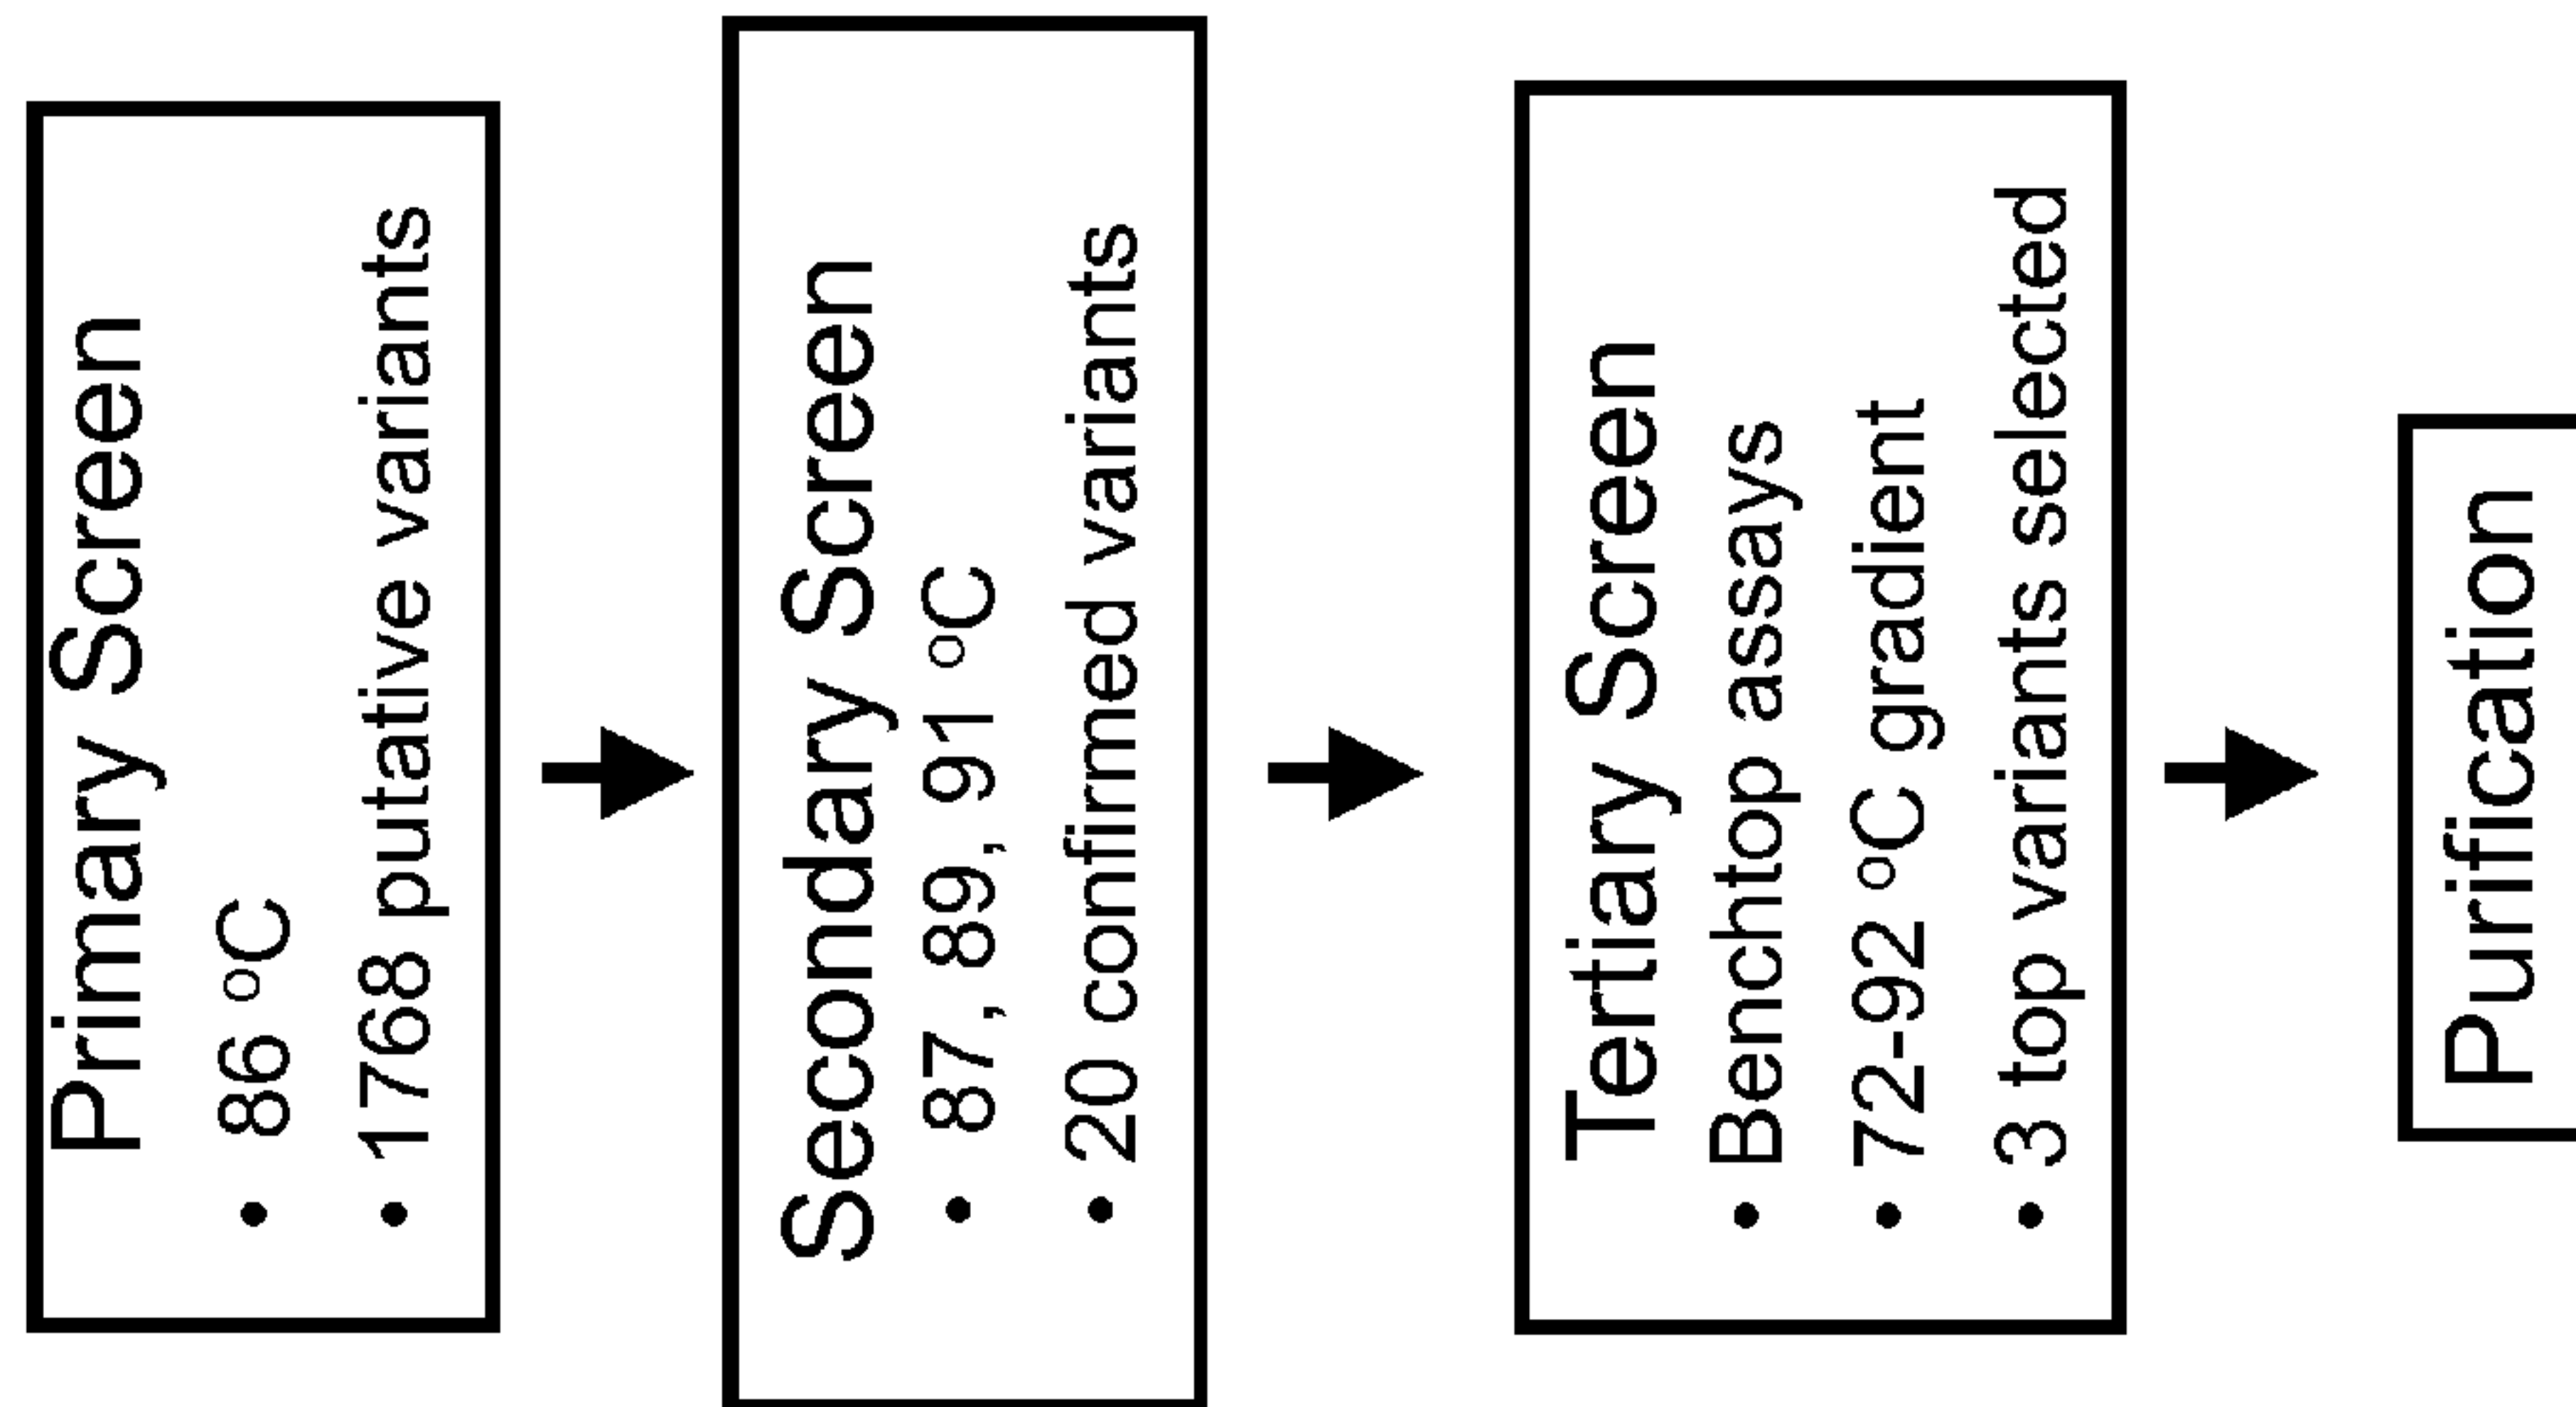 Primary Screen
• 86 °C
• 1768 putative variants
Secondary Screen
• 87, 89, 91 °C
• 20 confirmed variants
Tertiary Screen
• Benchtop assays
• 72-92 °C gradient
• 3 top variants selected
Purification